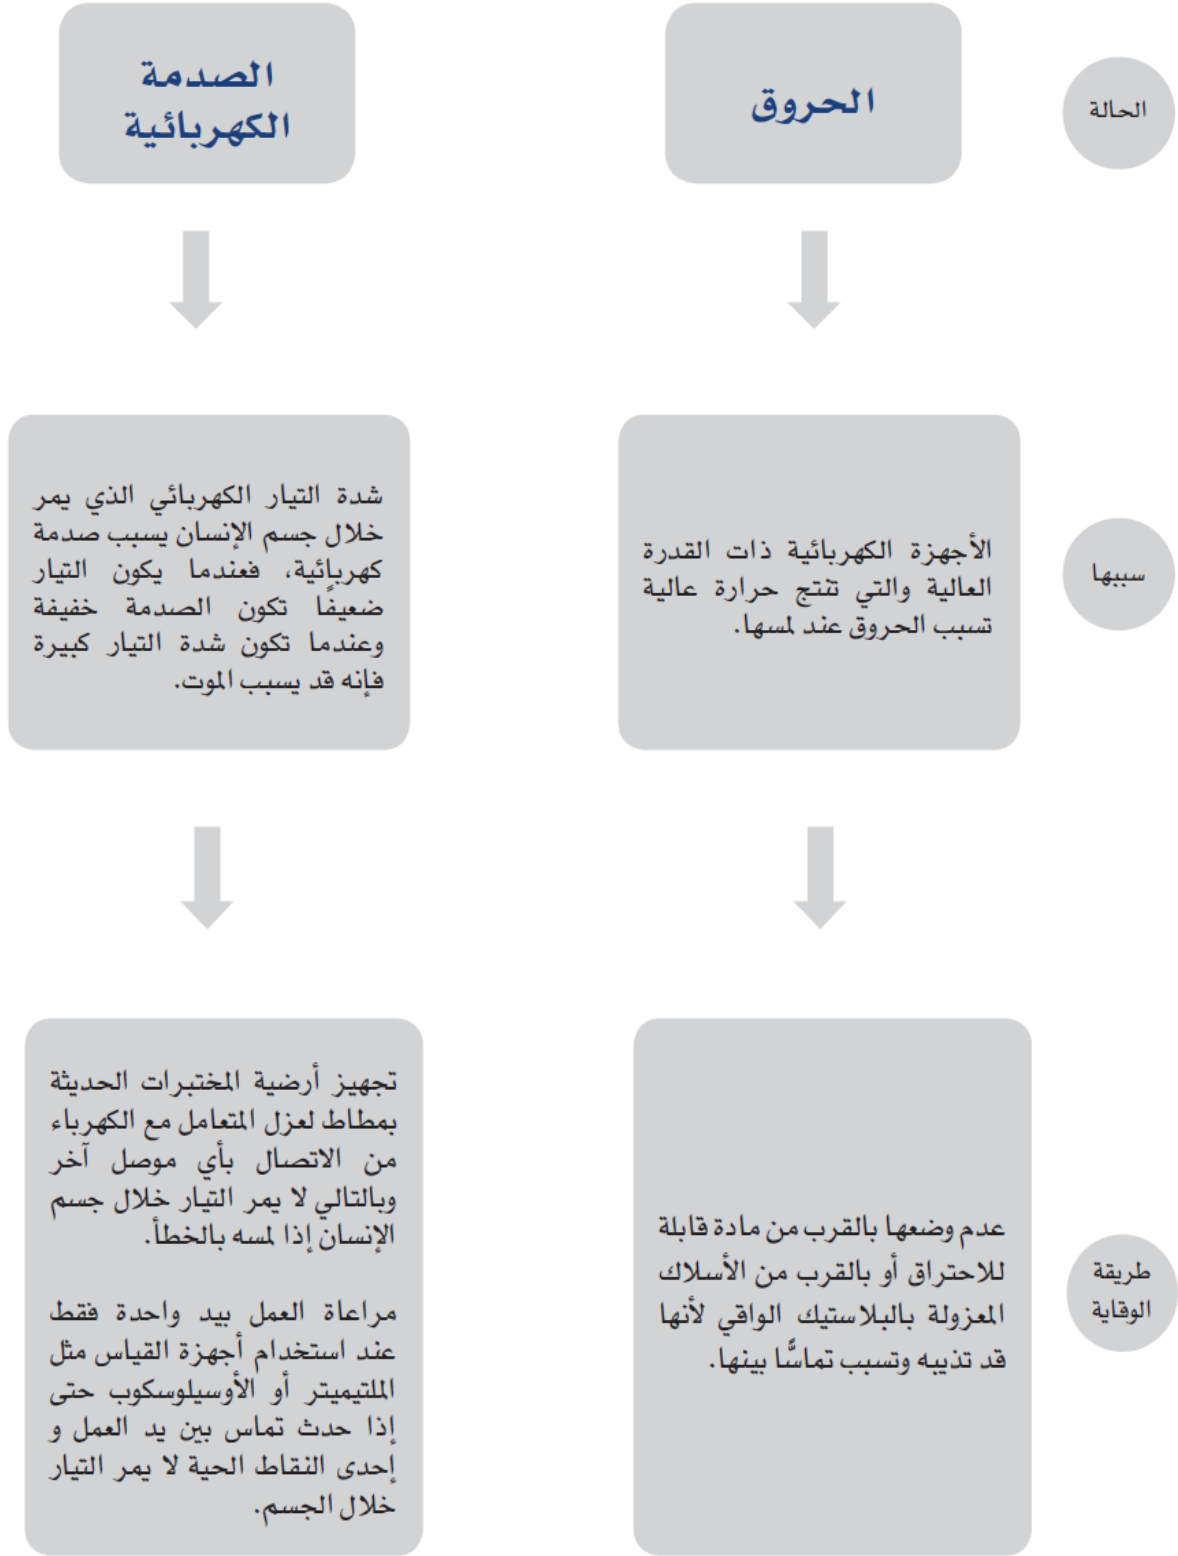 الحالة
الحروق
الصدمة
الكهربائية
سببها
الأجهزة الكهربائية ذات القدرة
العالية والتي تنتج حرارة عالية
تسبب الحروق عند لمسها.
شدة التيار الكهربائي الذي يمر
خلال جسم الإنسان يسبب صدمة
كهربائية، فعندما يكون التيار
ضعيفًا تكون الصدمة خفيفة
وعندما تكون شدة التيار كبيرة
فإنه قد يسبب الموت.
طريقة
الوقاية
عدم وضعها بالقرب من مادة قابلة
للاحتراق أو بالقرب من الأسلاك
المعزولة بالبلاستيك الواقي لأنها
قد تذيبه وتسبب تماسًّا بينها.
تجهيز أرضية المختبرات الحديثة
بمطاط لعزل المتعامل مع الكهرباء
من الاتصال بأي موصل آخر
وبالتالي لا يمر التيار خلال جسم
الإنسان إذا لمسه بالخطأ.
مراعاة العمل بيد واحدة فقط
عند استخدام أجهزة القياس مثل
الملتيميتر أو الأوسيلوسكوب حتى
إذا حدث تماس بين يد العمل و
إحدى النقاط الحية لا يمر التيار
خلال الجسم.